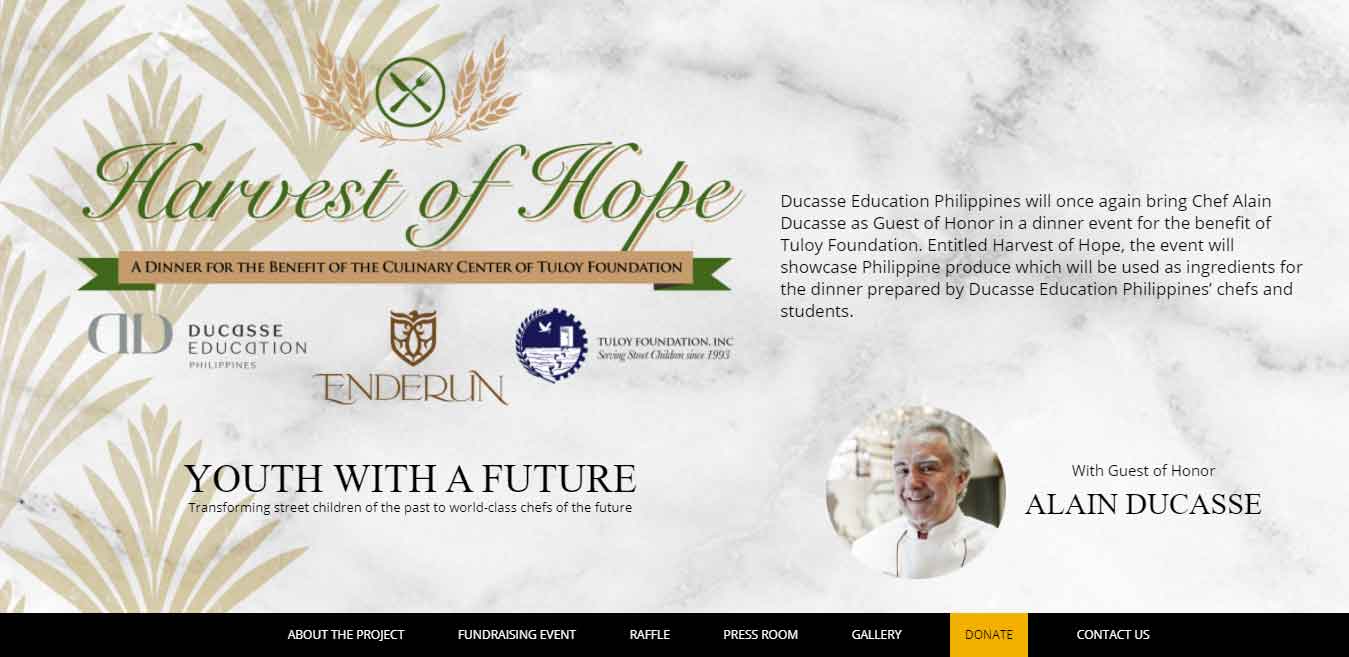 Harvest of Hope
A DINNER FOR THE BENEFIT OF THE CULINARY CENTER OF TULOY FOUNDATION
DUCASSE
EDUCATION
PHILIPPINES
ENDERUN
TULOY FOUNDATION, INC
Serving Street Children since 1993
Ducasse Education Philippines will once again bring Chef Alain
Ducasse as Guest of Honor in a dinner event for the benefit of
Tuloy Foundation. Entitled Harvest of Hope, the event will
showcase Philippine produce which will be used as ingredients for
the dinner prepared by Ducasse Education Philippines’ chefs and
students.
YOUTH WITH A FUTURE
Transforming street children of the past to world-class chefs of the future
With Guest of Honor
ALAIN DUCASSE
ABOUT THE PROJECT
FUNDRAISING EVENT
RAFFLE
PRESS ROOM
GALLERY
DONATE
CONTACT US